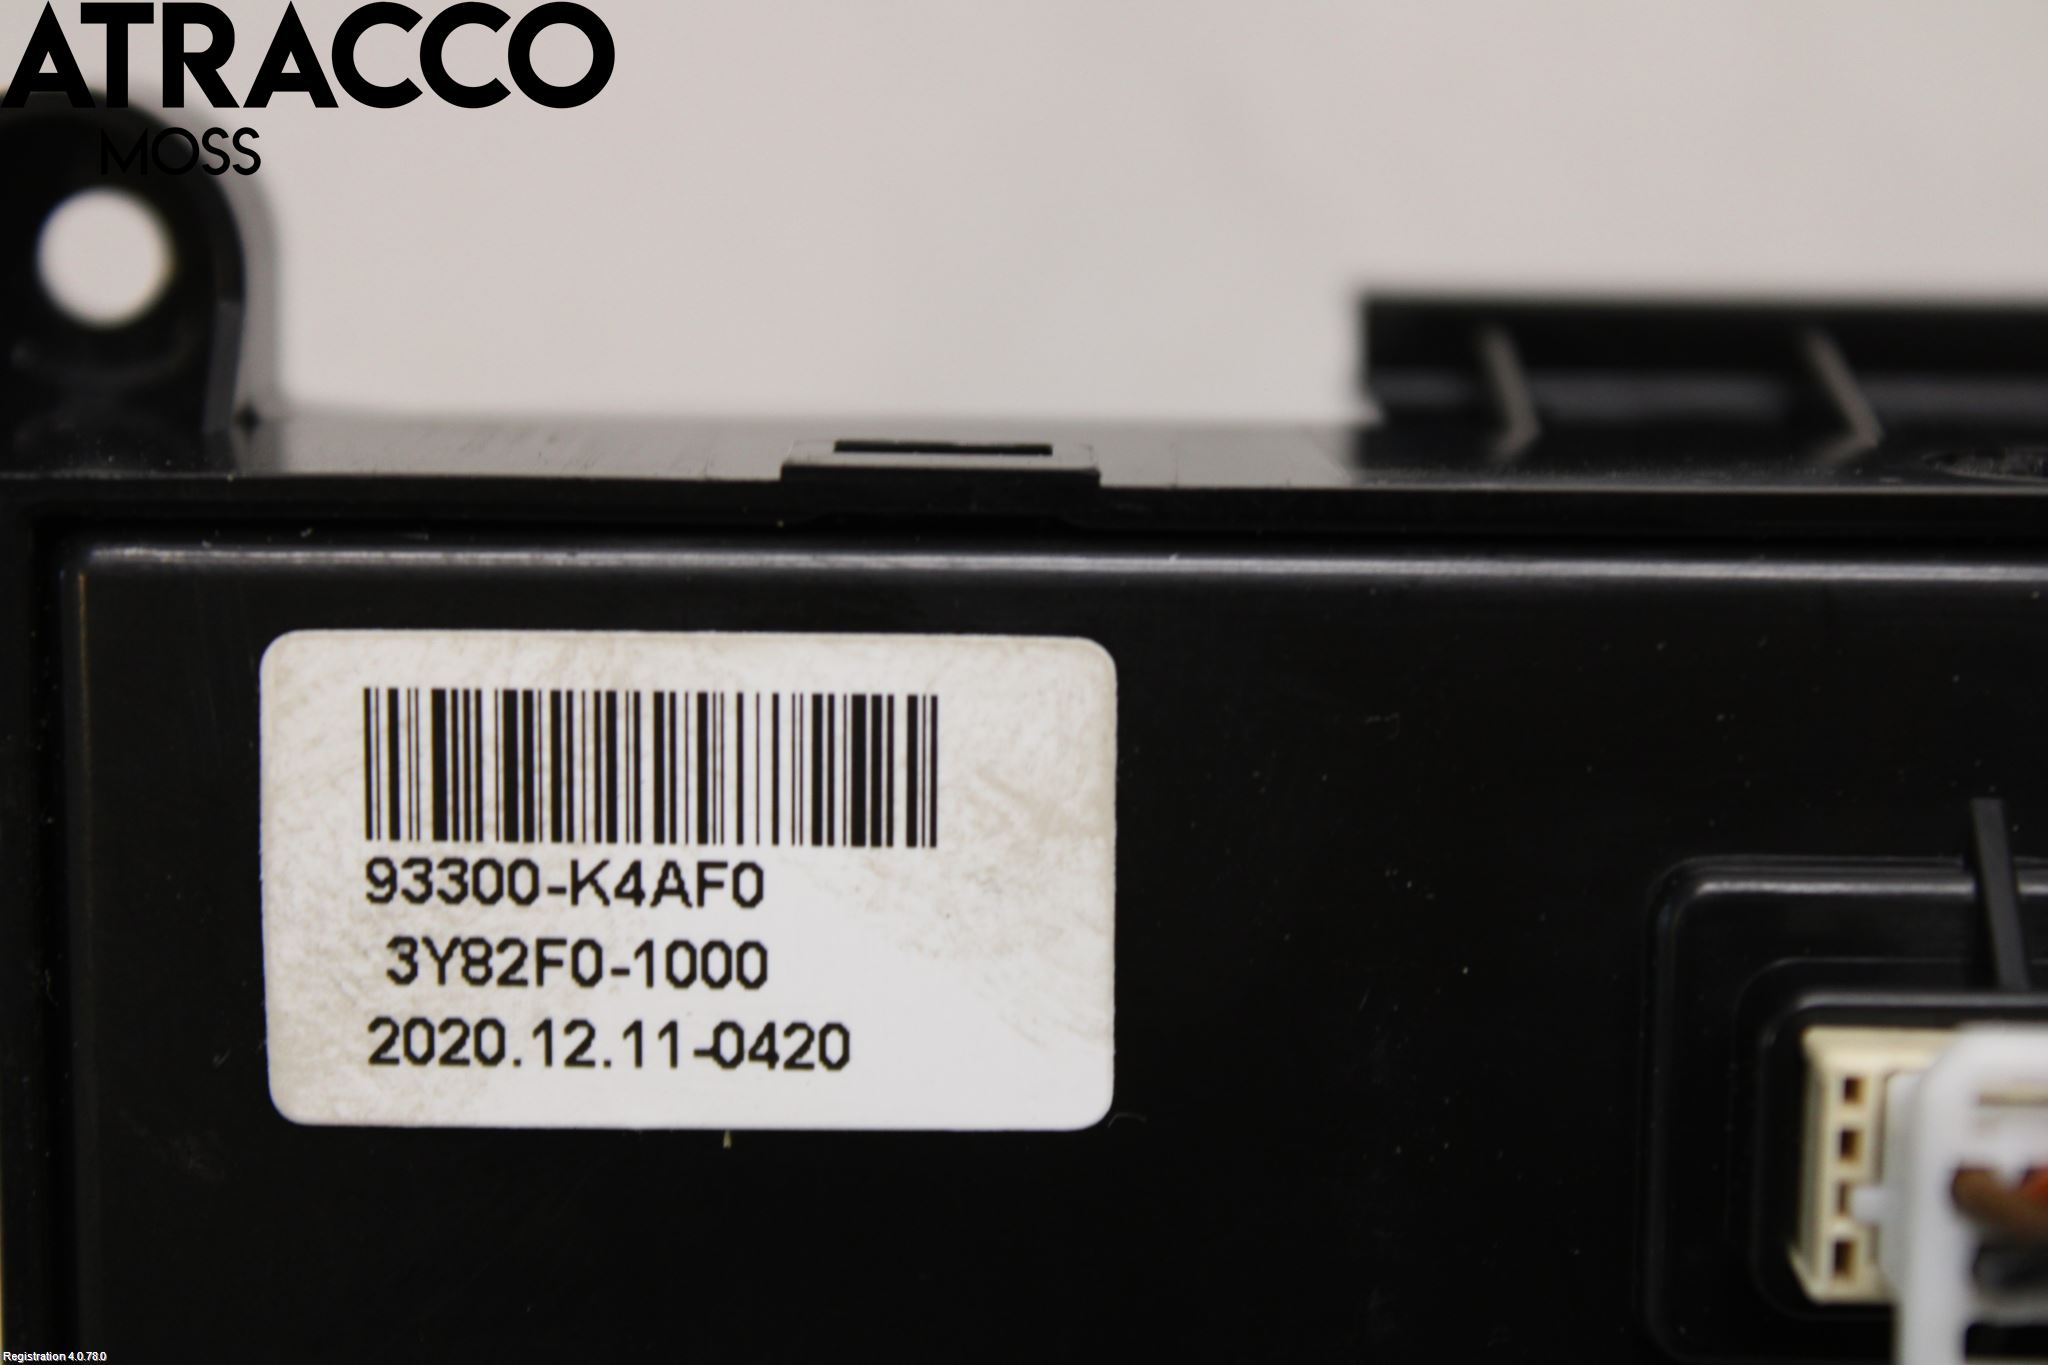 ATRACCO
MOSS
93300-K4AF0
3Y82F0-1000
2020.12.11-0420
Registration 4.0.78.0